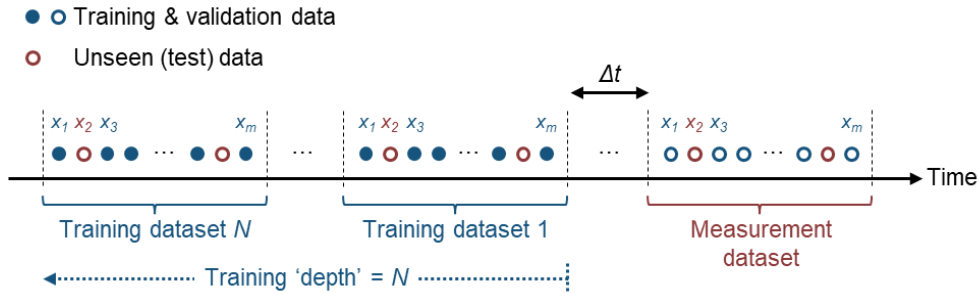 Training & validation data
Unseen (test) data
Δt
x1 x2 x3 xm x1 x2 x3 xm x1 x2 x3 xm
... ... ... ... ...
Time
Training dataset N Training dataset 1 Measurement
dataset
Training ‘depth’ = N